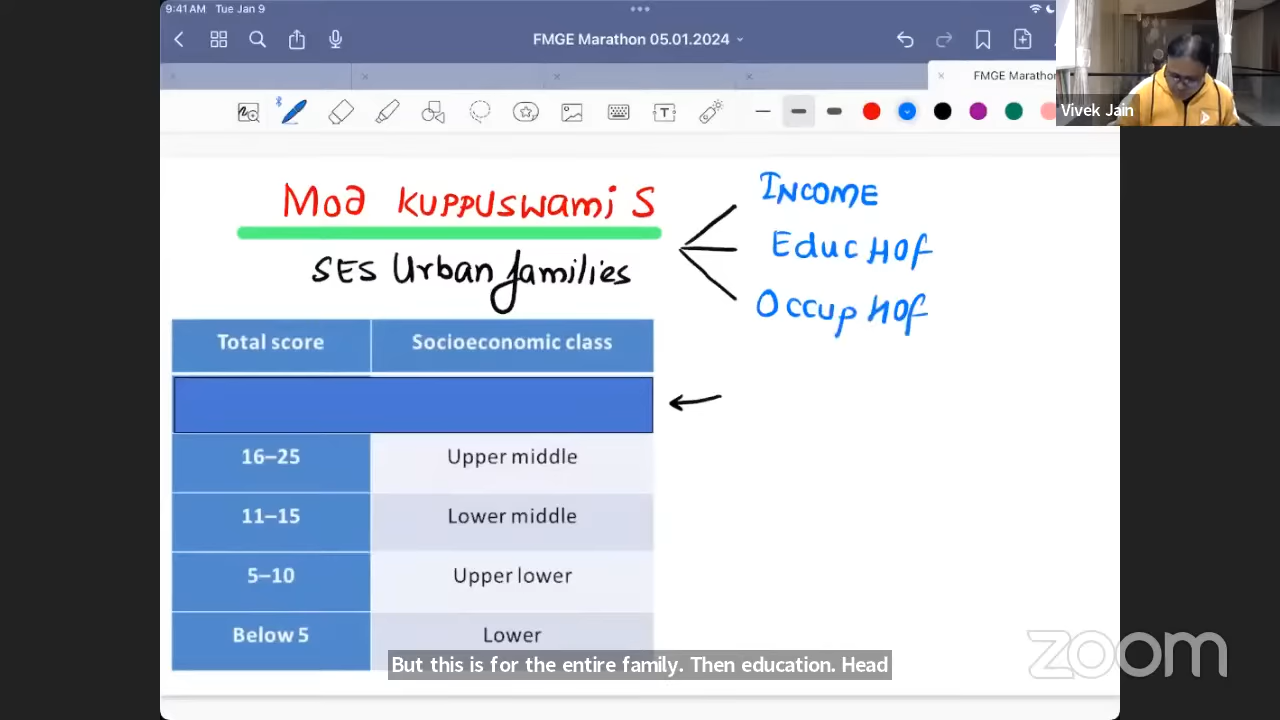 9:41 AM Tue Jan 9
FMGE Marathon 05.01.2024
FMGE Marathon
Vivek Jain
Mod KUPPUSWAMI S
SES Urban families
INCOME
Educ HOF
Occup HOF
Total score Socioeconomic class
16–25 Upper middle
11–15 Lower middle
5–10 Upper lower
Below 5 Lower
But this is for the entire family. Then education. Head
zoom